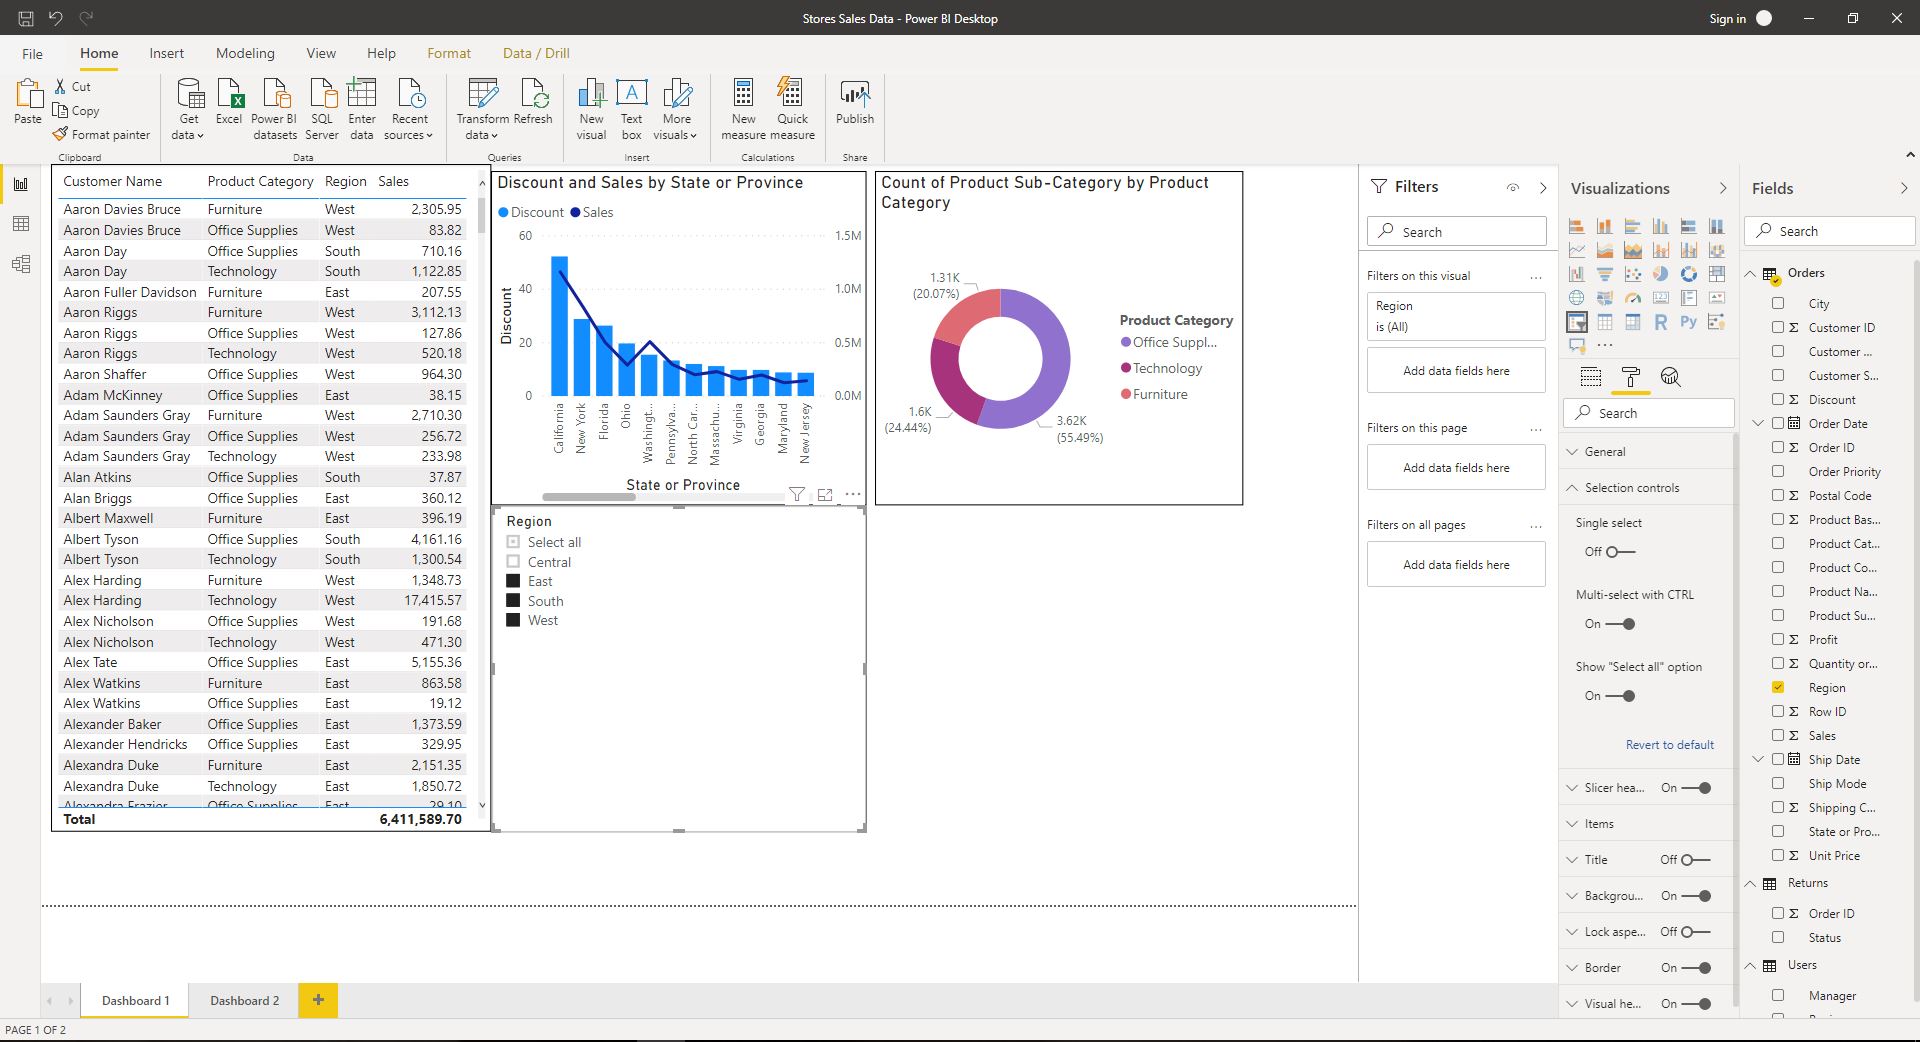 Stores Sales Data - Power BI Desktop
Sign in
File
Home
Insert
Modeling
View
Help
Format
Data / Drill
Paste
Cut
Copy
Format painter
Clipboard
Get data
Excel
Power BI datasets
SQL Server
Enter data
Recent sources
Data
Transform data
Refresh
Queries
New visual
Text box
More visuals
Insert
New measure
Quick measure
Calculations
Publish
Share
Customer Name Product Category Region Sales
Aaron Davies Bruce Furniture West 2,305.95
Aaron Davies Bruce Office Supplies West 83.82
Aaron Day Office Supplies South 710.16
Aaron Day Technology South 1,122.85
Aaron Fuller Davidson Furniture East 207.55
Aaron Riggs Furniture West 3,112.13
Aaron Riggs Office Supplies West 127.86
Aaron Riggs Technology West 520.18
Aaron Shaffer Office Supplies West 964.30
Adam McKinney Office Supplies East 38.15
Adam Saunders Gray Furniture West 2,710.30
Adam Saunders Gray Office Supplies West 256.72
Adam Saunders Gray Technology West 233.98
Alan Atkins Office Supplies South 37.87
Alan Briggs Office Supplies East 360.12
Albert Maxwell Furniture East 396.19
Albert Tyson Office Supplies South 4,161.16
Albert Tyson Technology South 1,300.54
Alex Harding Furniture West 1,348.73
Alex Harding Technology West 17,415.57
Alex Nicholson Office Supplies West 191.68
Alex Nicholson Technology West 471.30
Alex Tate Office Supplies East 5,155.36
Alex Watkins Furniture East 863.58
Alex Watkins Office Supplies East 19.12
Alexander Baker Office Supplies East 1,373.59
Alexander Hendricks Office Supplies East 329.95
Alexandra Duke Furniture East 2,151.35
Alexandra Duke Technology East 1,850.72
Alexandra Frazier Office Supplies East 29.10
Total 6,411,589.70
Discount and Sales by State or Province
Discount
Sales
60
40
20
0
1.5M
1.0M
0.5M
0.0M
Discount
California
New York
Florida
Ohio
Washingt...
Pennsylva...
North Car...
Massachu...
Virginia
Georgia
Maryland
New Jersey
State or Province
Count of Product Sub-Category by Product
Category
1.31K
(20.07%)
1.6K
(24.44%)
3.62K
(55.49%)
Product Category
Office Suppl...
Technology
Furniture
Region
Select all
Central
East
South
West
Filters
Search
Filters on this visual
...
Region
is (All)
Add data fields here
Filters on this page
...
Add data fields here
Filters on all pages
...
Add data fields here
Visualizations
R
Py
...
Search
General
Selection controls
Single select
Off
Multi-select with CTRL
On
Show "Select all" option
On
Revert to default
Slicer hea... On
Items
Title Off
Backgrou... On
Lock aspe... Off
Border On
Visual he... On
Fields
Search
Orders
City
Σ Customer ID
Customer ...
Customer S...
Σ Discount
Order Date
Σ Order ID
Order Priority
Σ Postal Code
Σ Product Bas...
Product Cat...
Product Co...
Product Na...
Product Su...
Σ Profit
Σ Quantity or...
Region
Σ Row ID
Σ Sales
Ship Date
Ship Mode
Σ Shipping C...
State or Pro...
Σ Unit Price
Returns
Σ Order ID
Status
Users
Manager
Dashboard 1
Dashboard 2
+
PAGE 1 OF 2